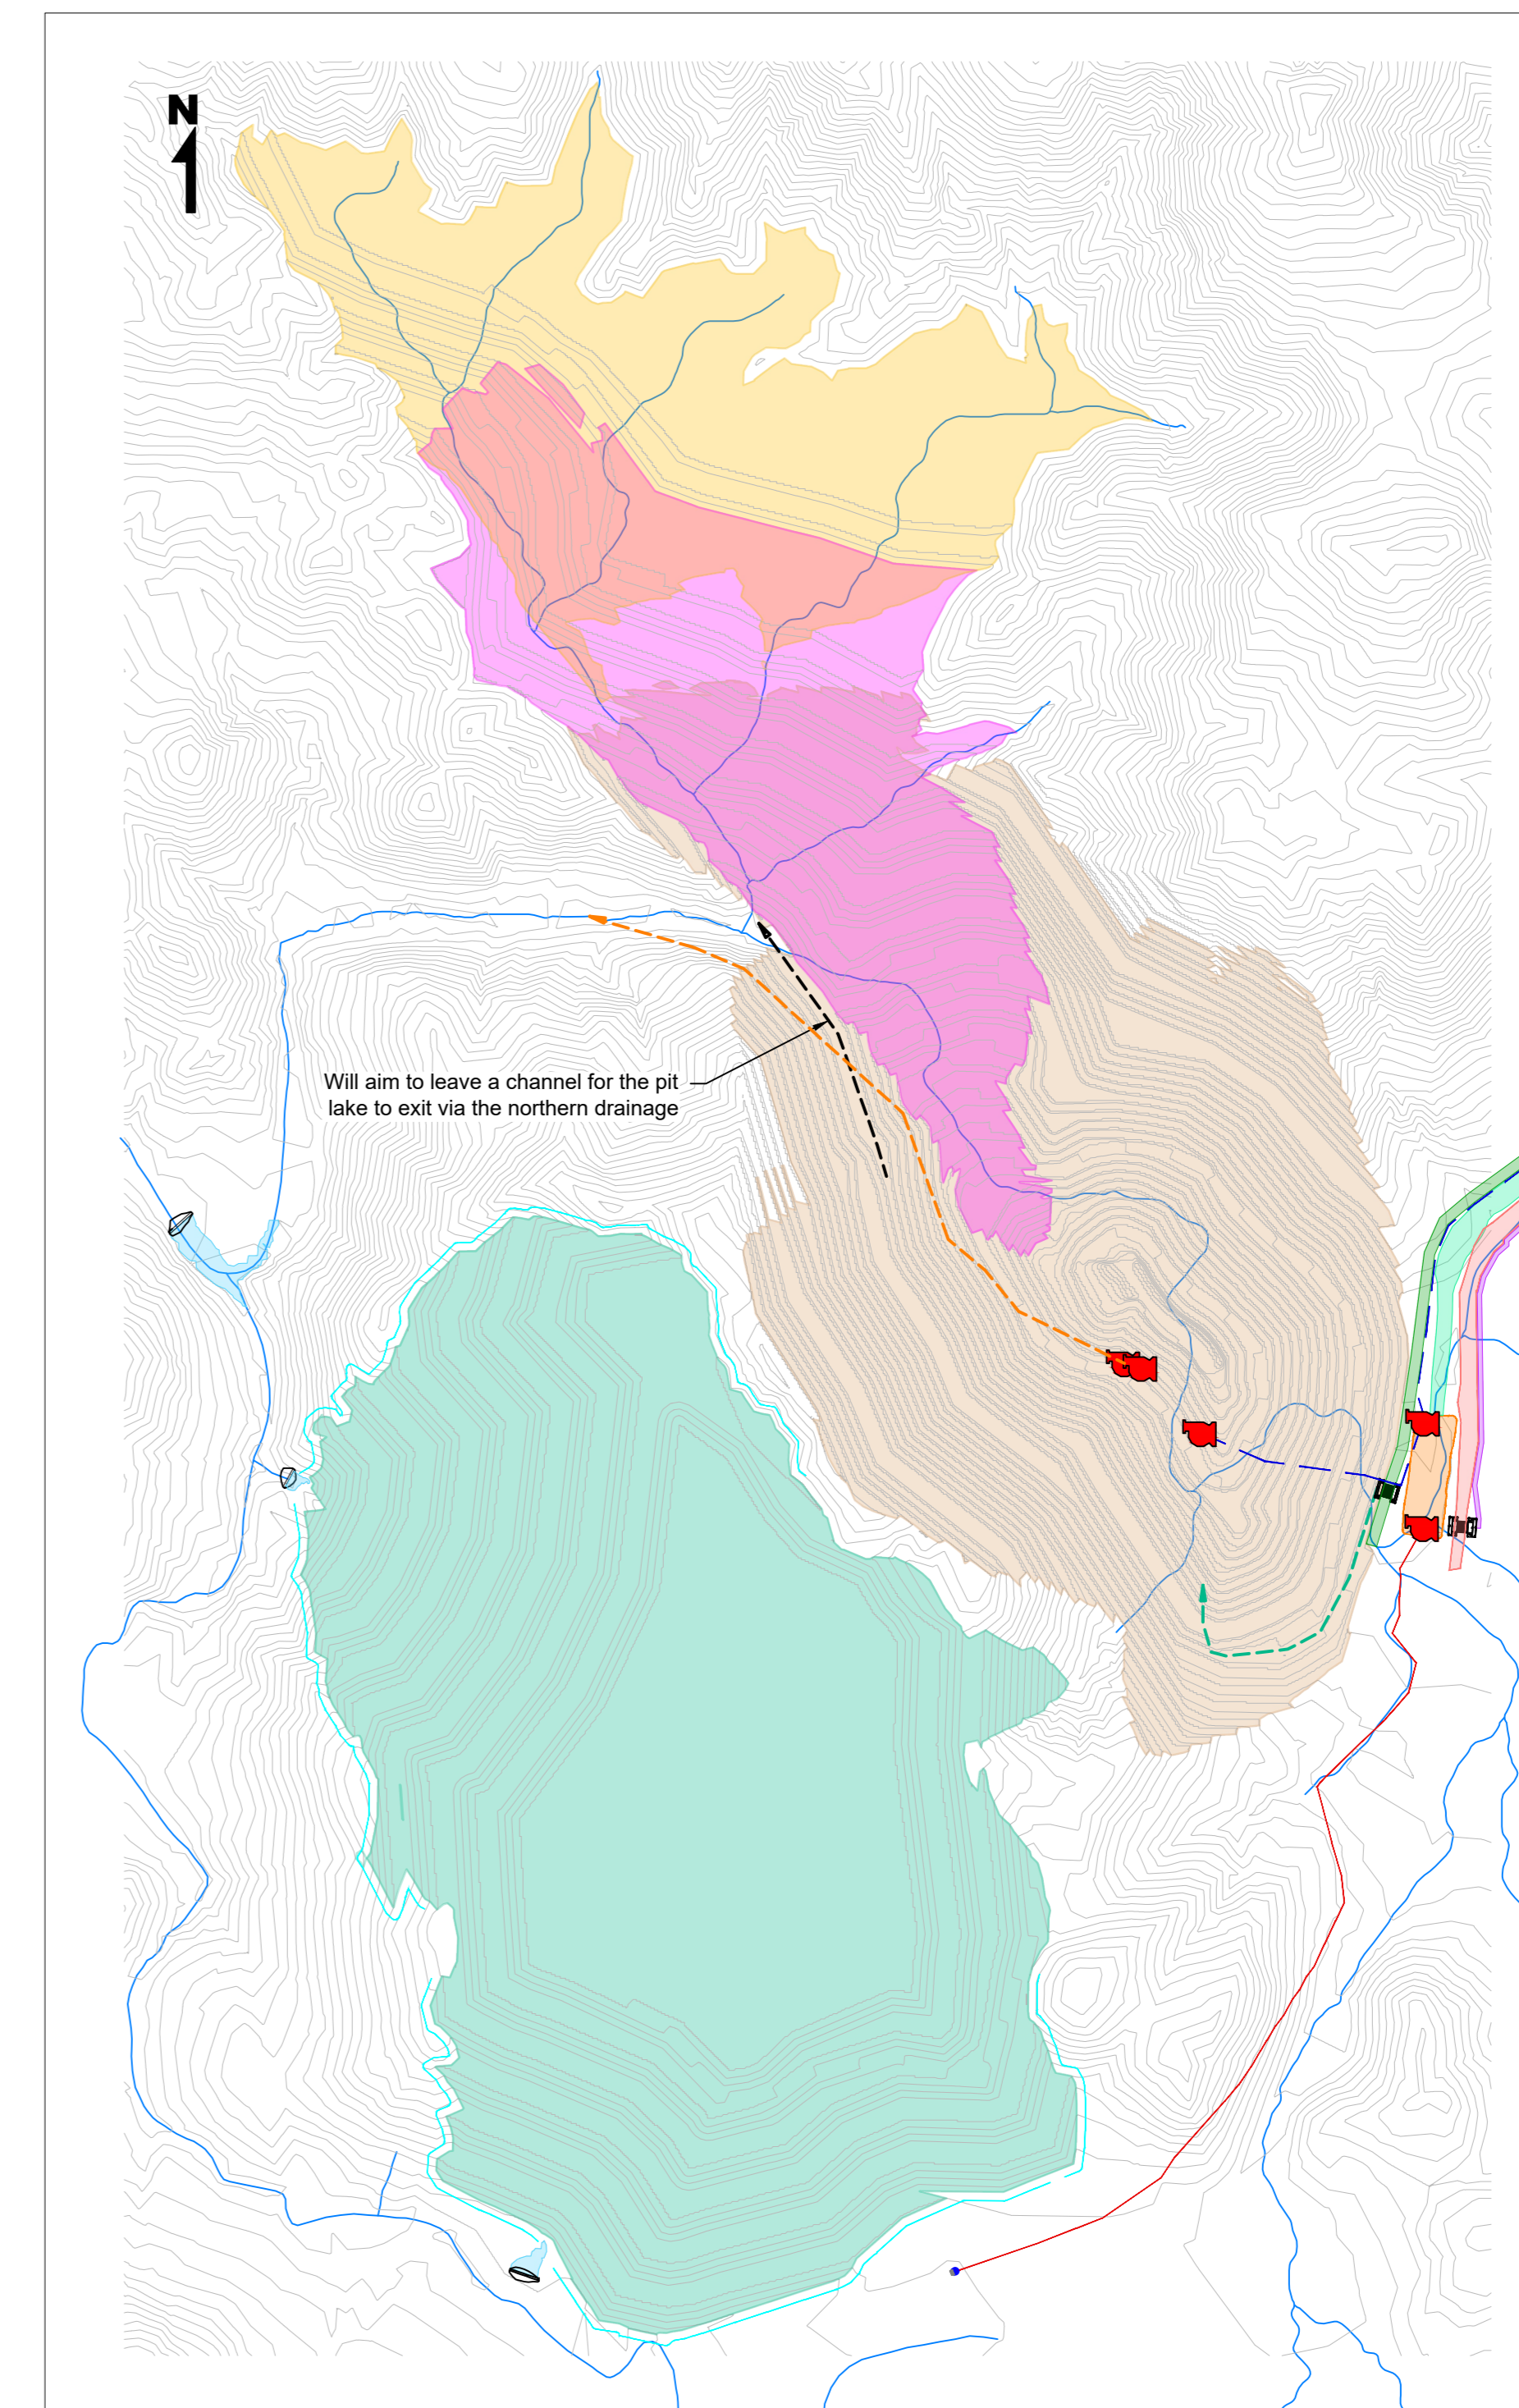 N
Will aim to leave a channel for the pit
lake to exit via the northern drainage